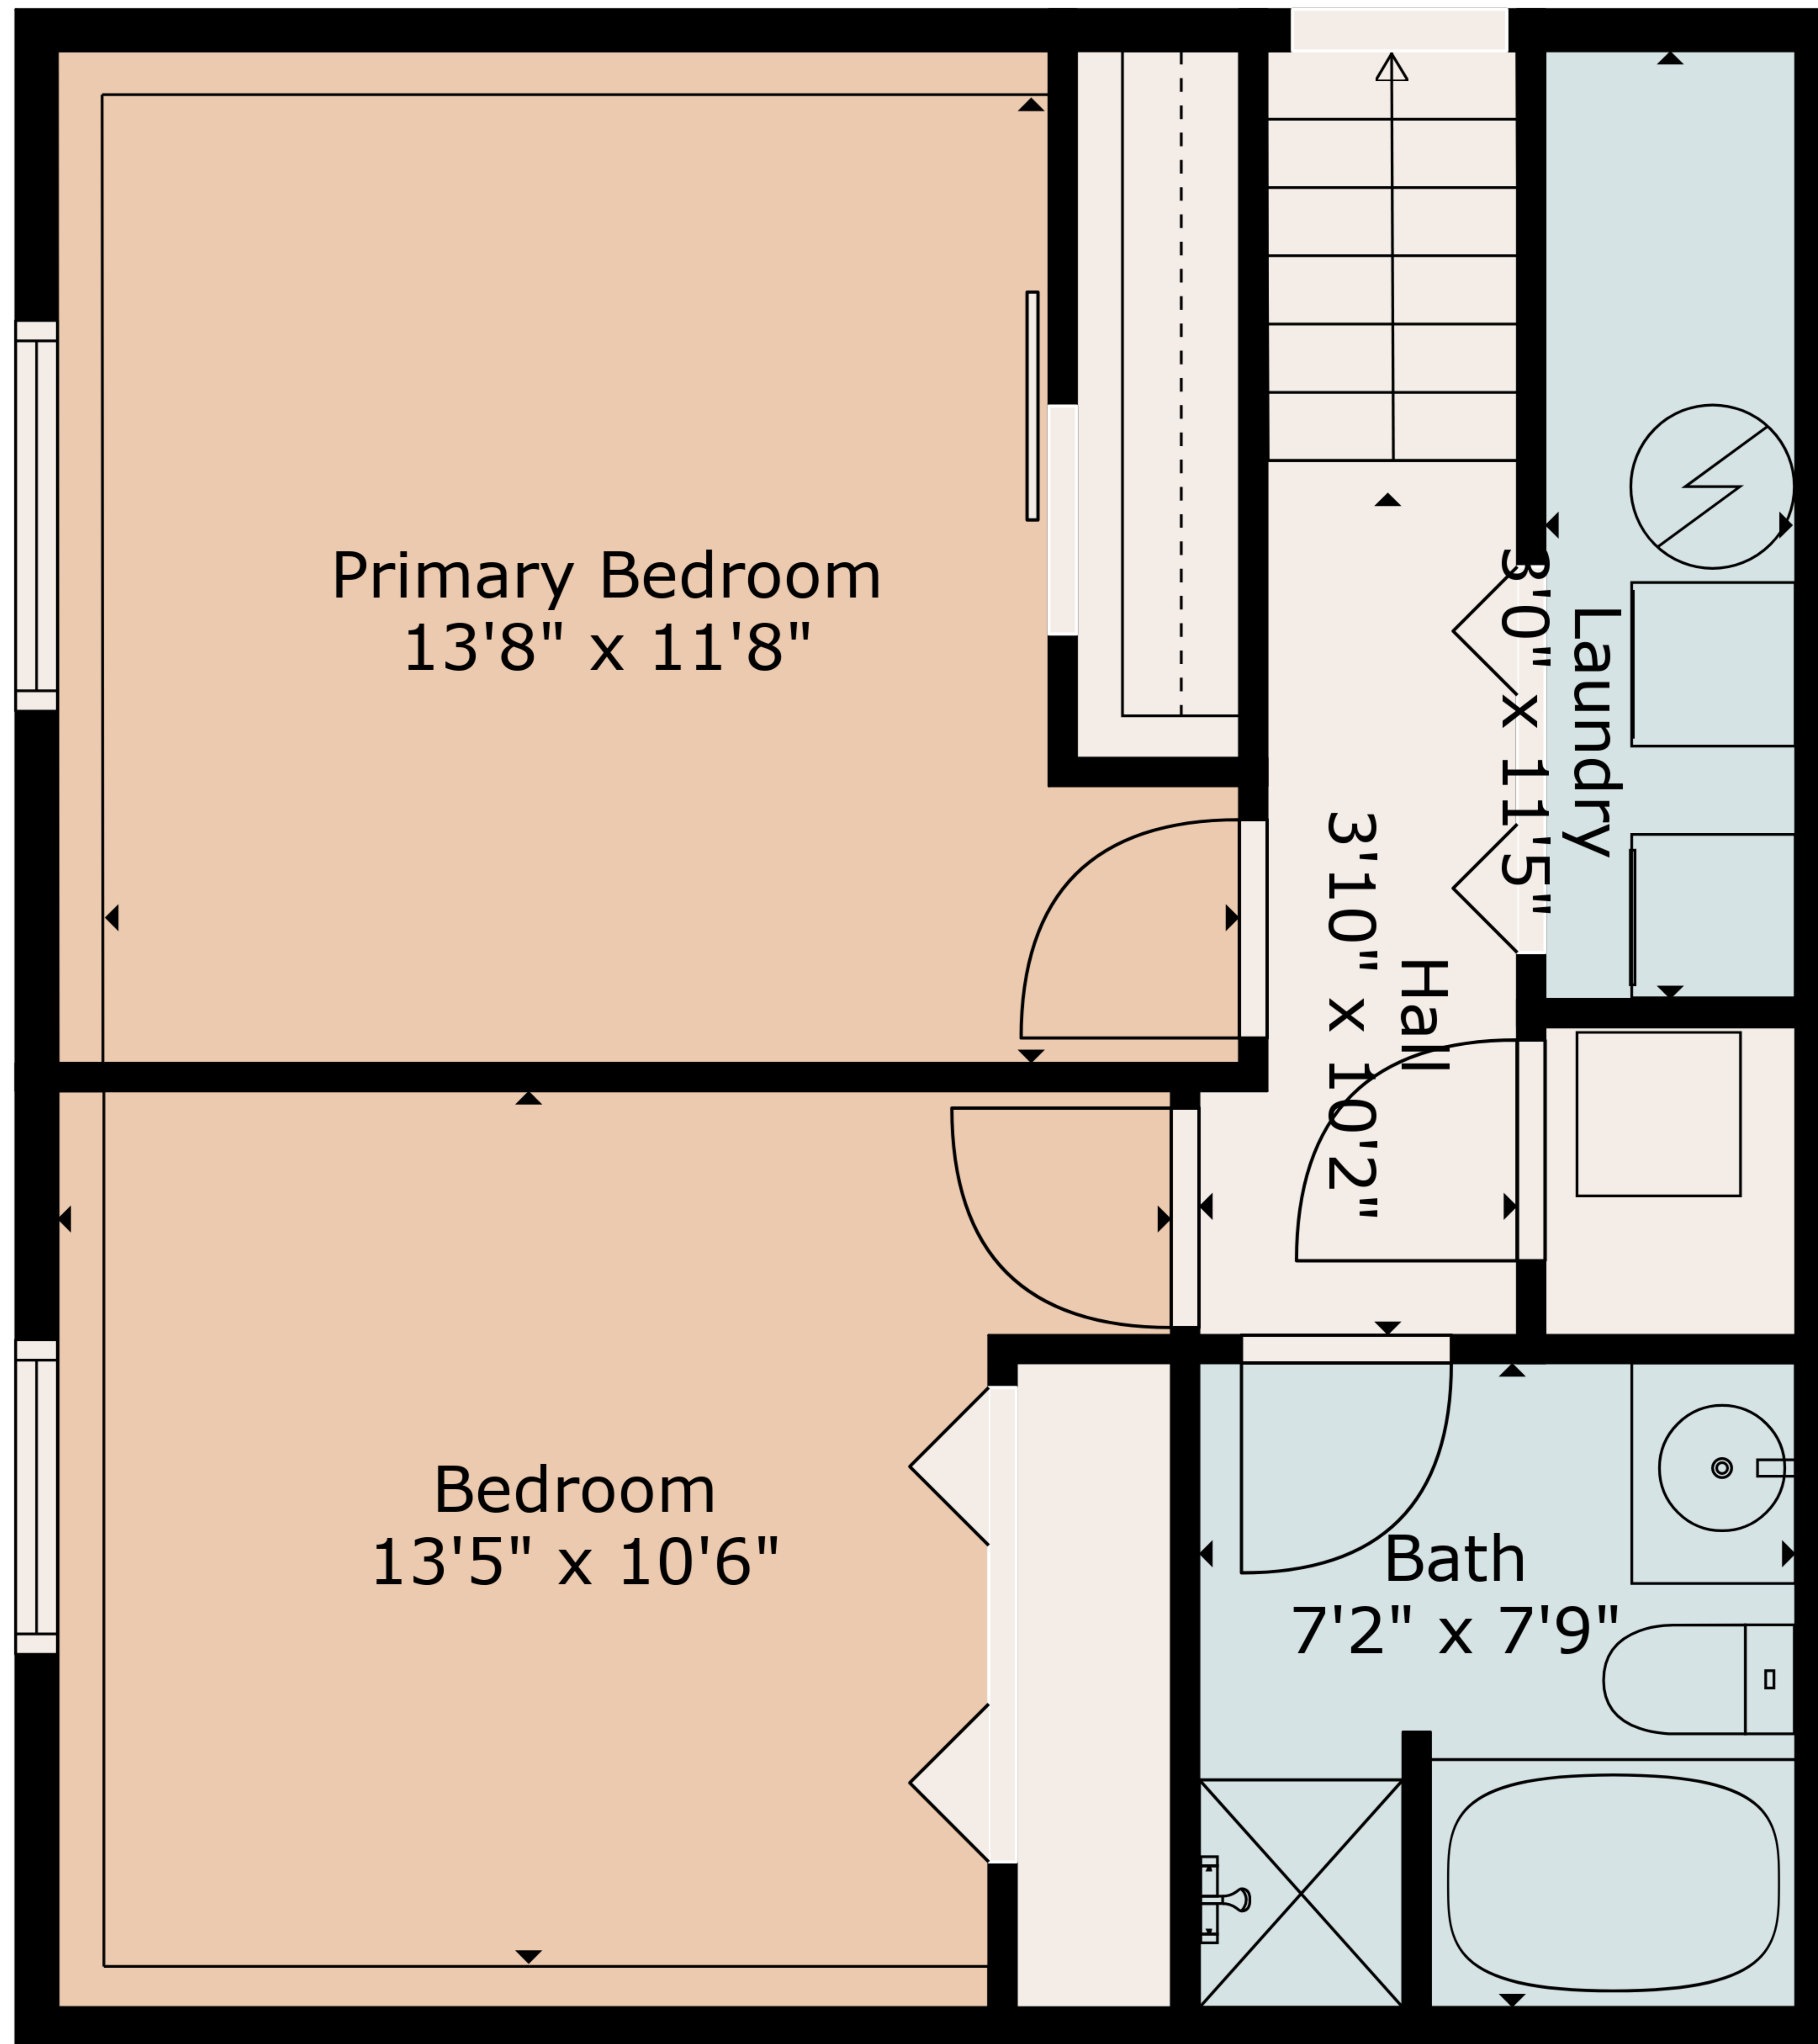 Primary Bedroom
13'8" x 11'8"
Laundry
3'0" x 11'5"
Hall
3'10" x 10'2"
Bedroom
13'5" x 10'6"
Bath
7'2" x 7'9"